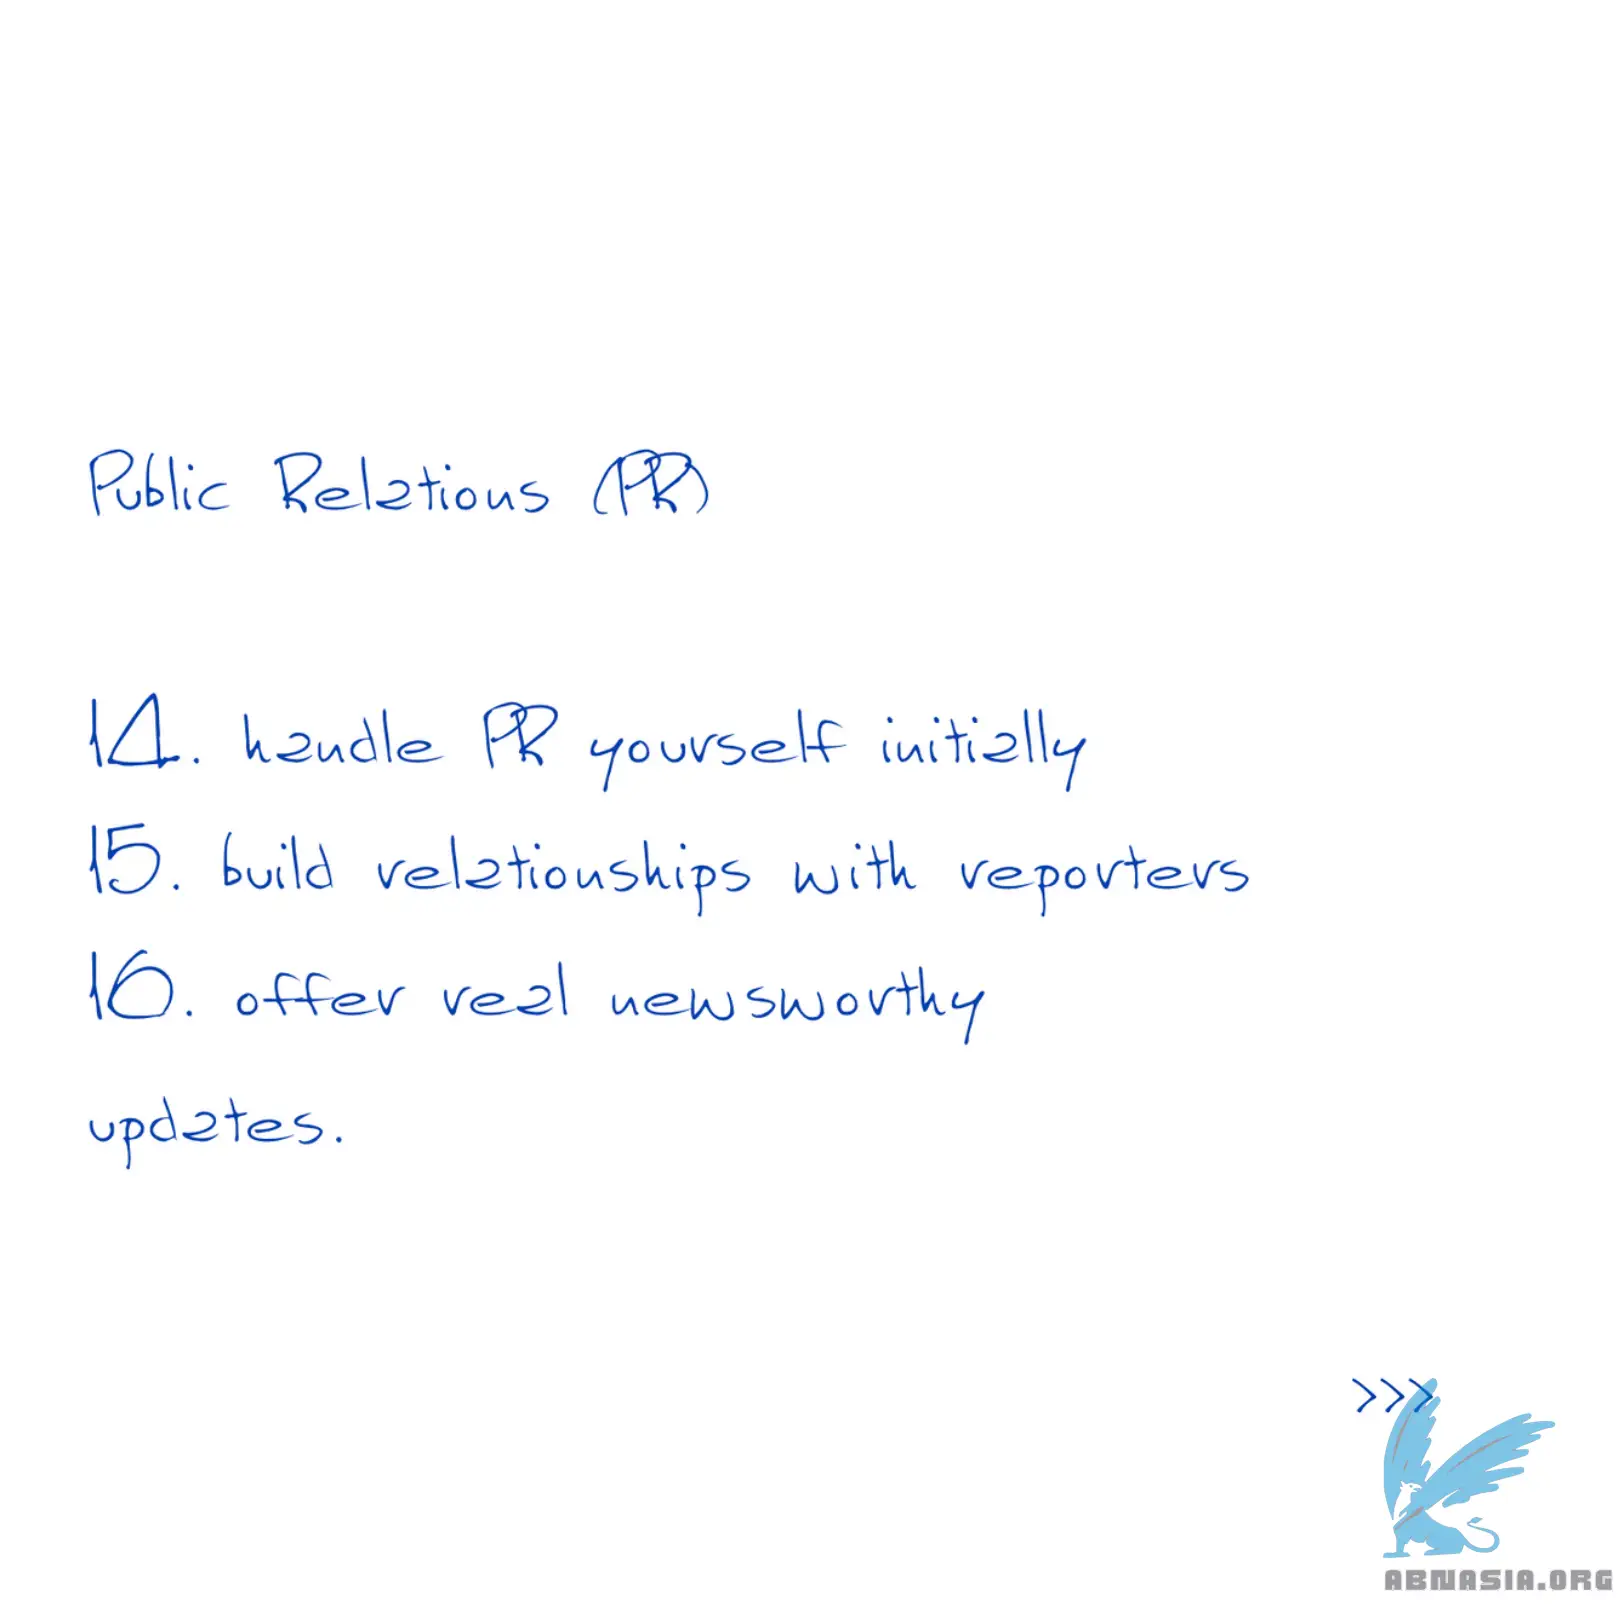 Public Relations (PR)
14. handle PR yourself initially
15. build relationships with reporters
16. offer real newsworthy
updates.
>>>
ABNASIA.ORG